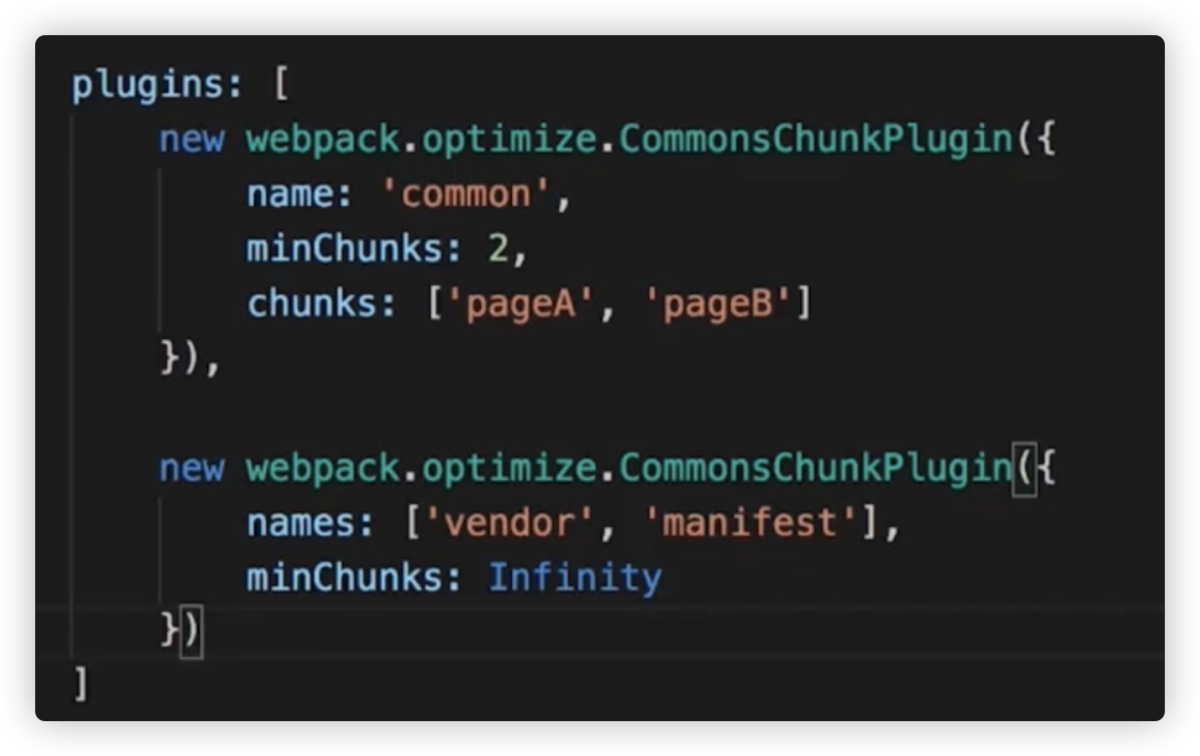 plugins: [
new webpack.optimize.CommonsChunkPlugin({
name: 'common',
minChunks: 2,
chunks: ['pageA', 'pageB']
}),
new webpack.optimize.CommonsChunkPlugin({
names: ['vendor', 'manifest'],
minChunks: Infinity
})
]